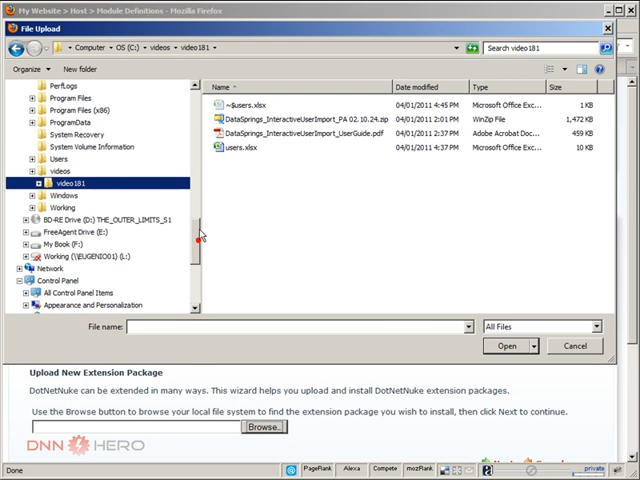 My Website > Host > Module Definitions - Mozilla Firefox
File Upload
Computer ▸ OS (C:) ▸ videos ▸ video181 ▸
Search video181
Organize
New folder
Name
Date modified
Type
Size
PerfLogs
Program Files
Program Files (x86)
ProgramData
System Recovery
System Volume Information
Users
videos
video181
Windows
Working
BD-RE Drive (D:) THE_OUTER_LIMITS_S1
FreeAgent Drive (E:)
My Book (F:)
Working (\\EUGENIO01) (L:)
Network
Control Panel
All Control Panel Items
Appearance and Personalization
~$users.xlsx 04/01/2011 4:45 PM Microsoft Office Exc... 1 KB
DataSprings_InteractiveUserImport_PA 02.10.24.zip 04/01/2011 2:01 PM WinZip File 1,472 KB
DataSprings_InteractiveUserImport_UserGuide.pdf 04/01/2011 2:37 PM Adobe Acrobat Doc... 459 KB
users.xlsx 04/01/2011 4:37 PM Microsoft Office Exc... 10 KB
File name:
All Files
Open
Cancel
Upload New Extension Package
DotNetNuke can be extended in many ways. This wizard helps you upload and install DotNetNuke extension packages.
Use the Browse button to browse your local file system to find the extension package you wish to install, then click Next to continue.
Browse..
DNN HERO
Done
PageRank
Alexa
Compete
mozRank
private